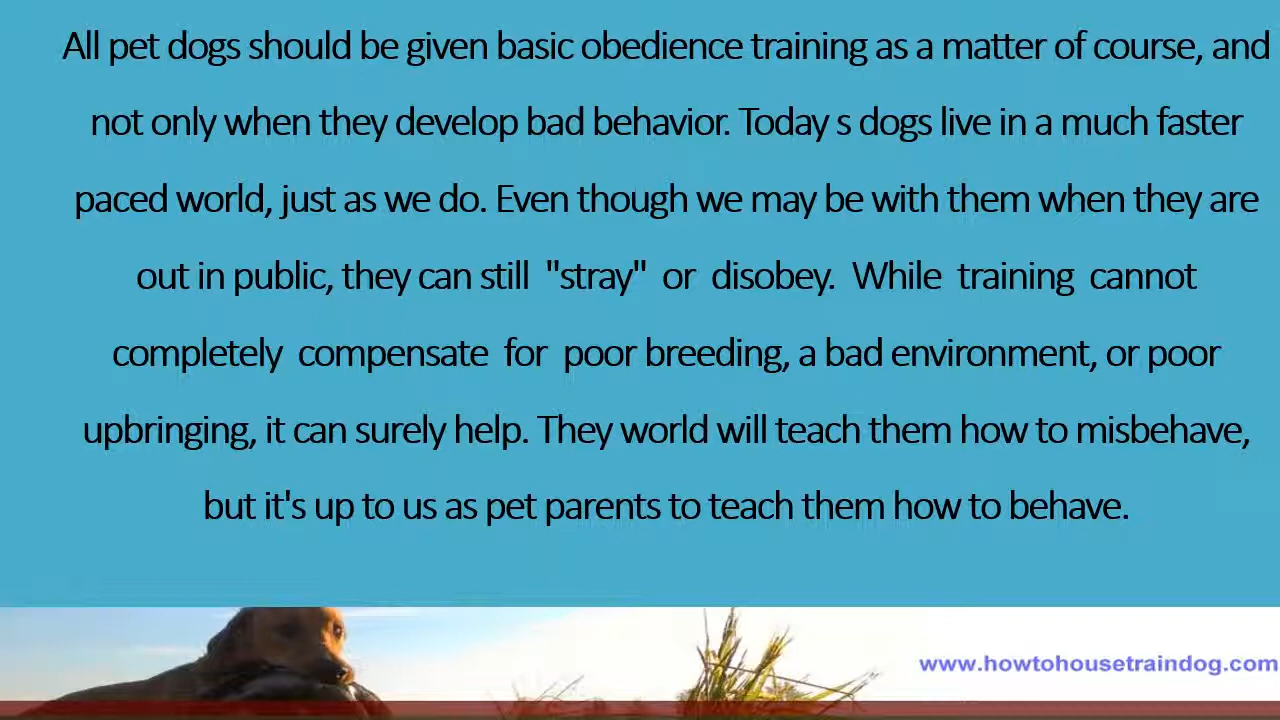 All pet dogs should be given basic obedience training as a matter of course, and
not only when they develop bad behavior. Today s dogs live in a much faster
paced world, just as we do. Even though we may be with them when they are
out in public, they can still "stray" or disobey. While training cannot
completely compensate for poor breeding, a bad environment, or poor
upbringing, it can surely help. They world will teach them how to misbehave,
but it's up to us as pet parents to teach them how to behave.
www.howtohousetraindog.com